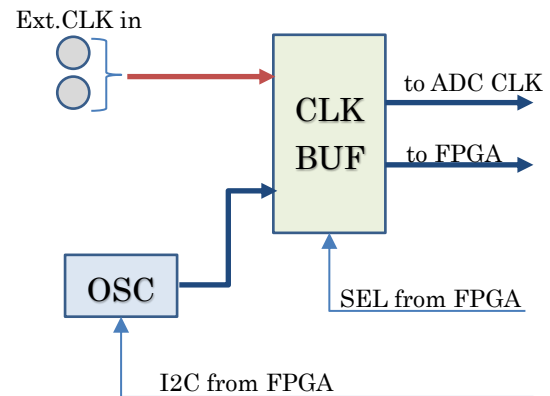 Ext.CLK in
to ADC CLK
CLK
BUF
to FPGA
OSC
SEL from FPGA
I2C from FPGA